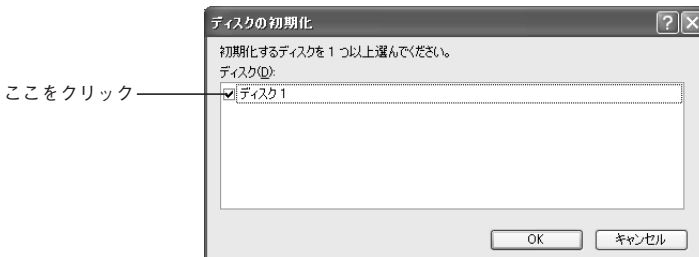 ディスクの初期化
初期化するディスクを 1 つ以上選んでください。
ディスク(D):
ここをクリック
ディスク 1
OK
キャンセル